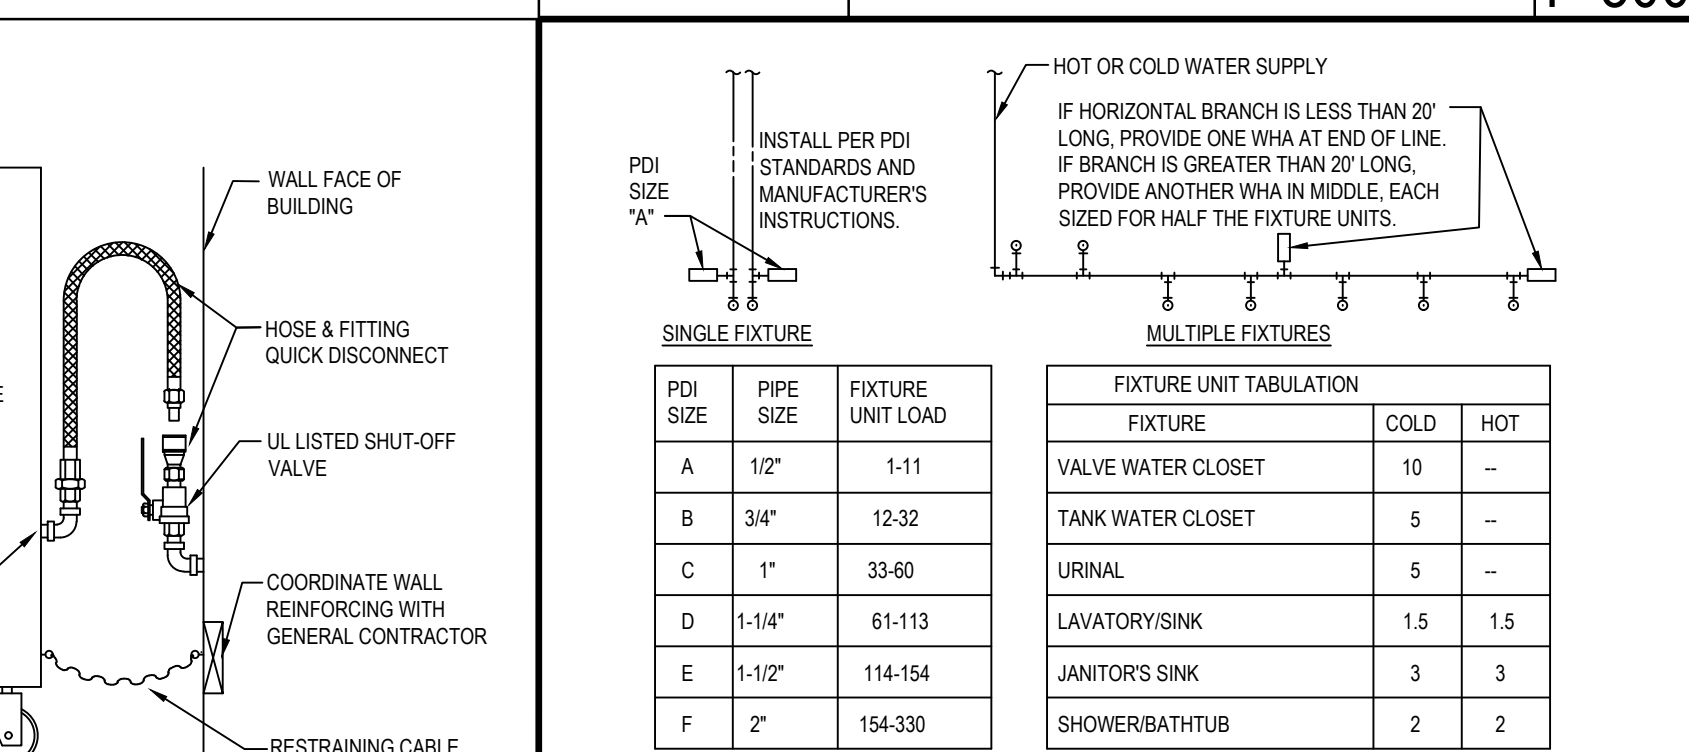 WALL FACE OF
BUILDING
HOSE & FITTING
QUICK DISCONNECT
UL LISTED SHUT-OFF
VALVE
COORDINATE WALL
REINFORCING WITH
GENERAL CONTRACTOR
RESTRAINING CABLE
PDI
SIZE
"A"
INSTALL PER PDI
STANDARDS AND
MANUFACTURER'S
INSTRUCTIONS.
SINGLE FIXTURE
HOT OR COLD WATER SUPPLY
IF HORIZONTAL BRANCH IS LESS THAN 20'
LONG, PROVIDE ONE WHA AT END OF LINE.
IF BRANCH IS GREATER THAN 20' LONG,
PROVIDE ANOTHER WHA IN MIDDLE, EACH
SIZED FOR HALF THE FIXTURE UNITS.
MULTIPLE FIXTURES
PDI SIZE PIPE SIZE FIXTURE UNIT LOAD
A 1/2" 1-11
B 3/4" 12-32
C 1" 33-60
D 1-1/4" 61-113
E 1-1/2" 114-154
F 2" 154-330
FIXTURE UNIT TABULATION
FIXTURE COLD HOT
VALVE WATER CLOSET 10 --
TANK WATER CLOSET 5 --
URINAL 5 --
LAVATORY/SINK 1.5 1.5
JANITOR'S SINK 3 3
SHOWER/BATHTUB 2 2